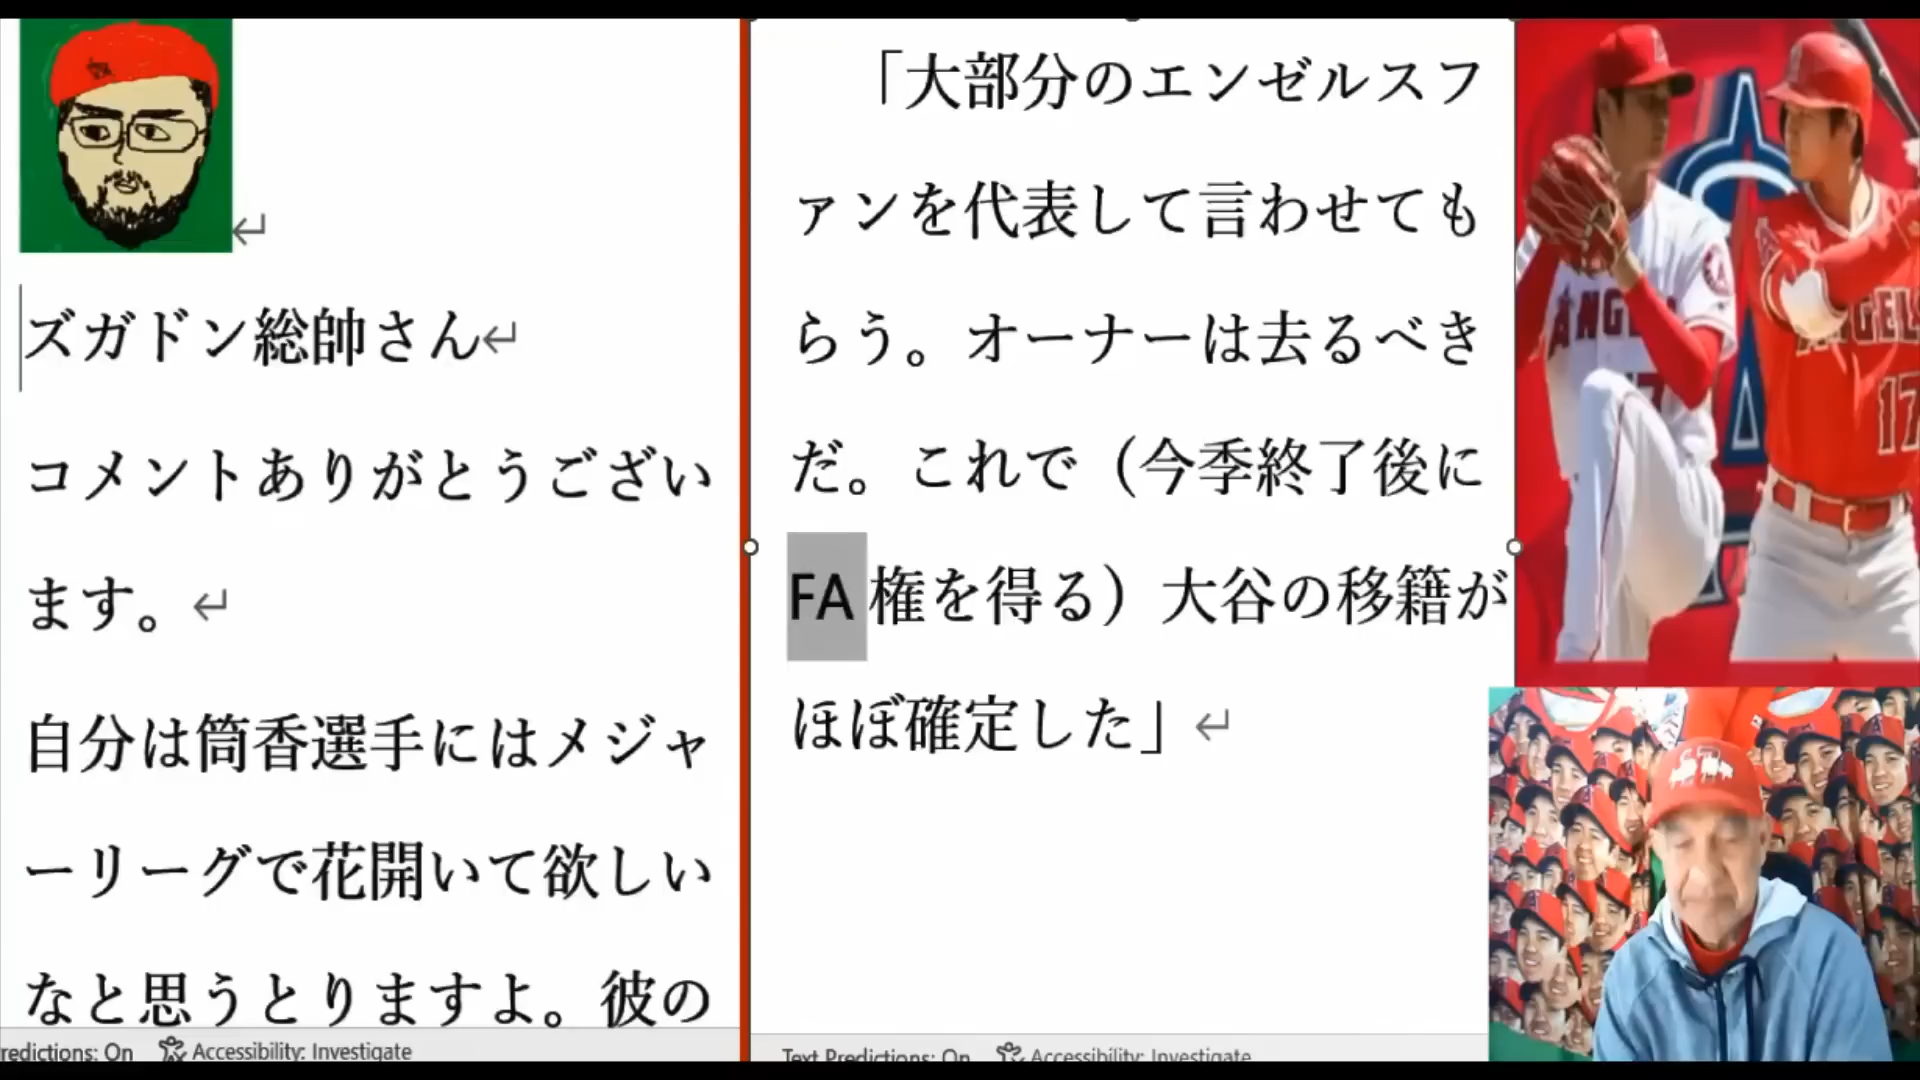 ズガドン総帥さん
コメントありがとうござい
ます。
自分は筒香選手にはメジャ
ーリーグで花開いて欲しい
なと思うとりますよ。彼の
redictions: On Accessibility: Investigate
「大部分のエンゼルスフ
ァンを代表して言わせても
らう。オーナーは去るべき
だ。これで（今季終了後に
FA権を得る）大谷の移籍が
ほぼ確定した」
Text Predictions: On Accessibility: Investigate
ANGEL
17